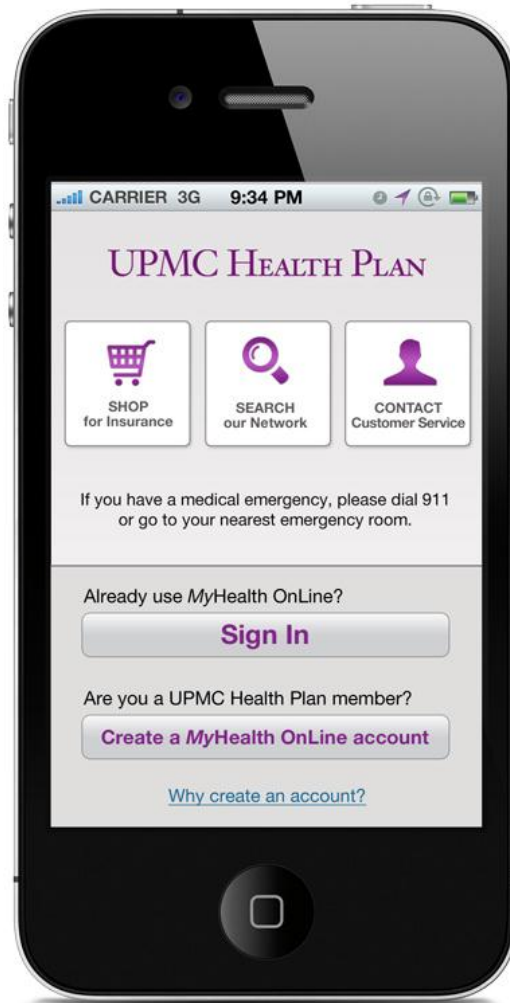 CARRIER 3G 9:34 PM
UPMC HEALTH PLAN
SHOP
for Insurance
SEARCH
our Network
CONTACT
Customer Service
If you have a medical emergency, please dial 911
or go to your nearest emergency room.
Already use MyHealth OnLine?
Sign In
Are you a UPMC Health Plan member?
Create a MyHealth OnLine account
Why create an account?